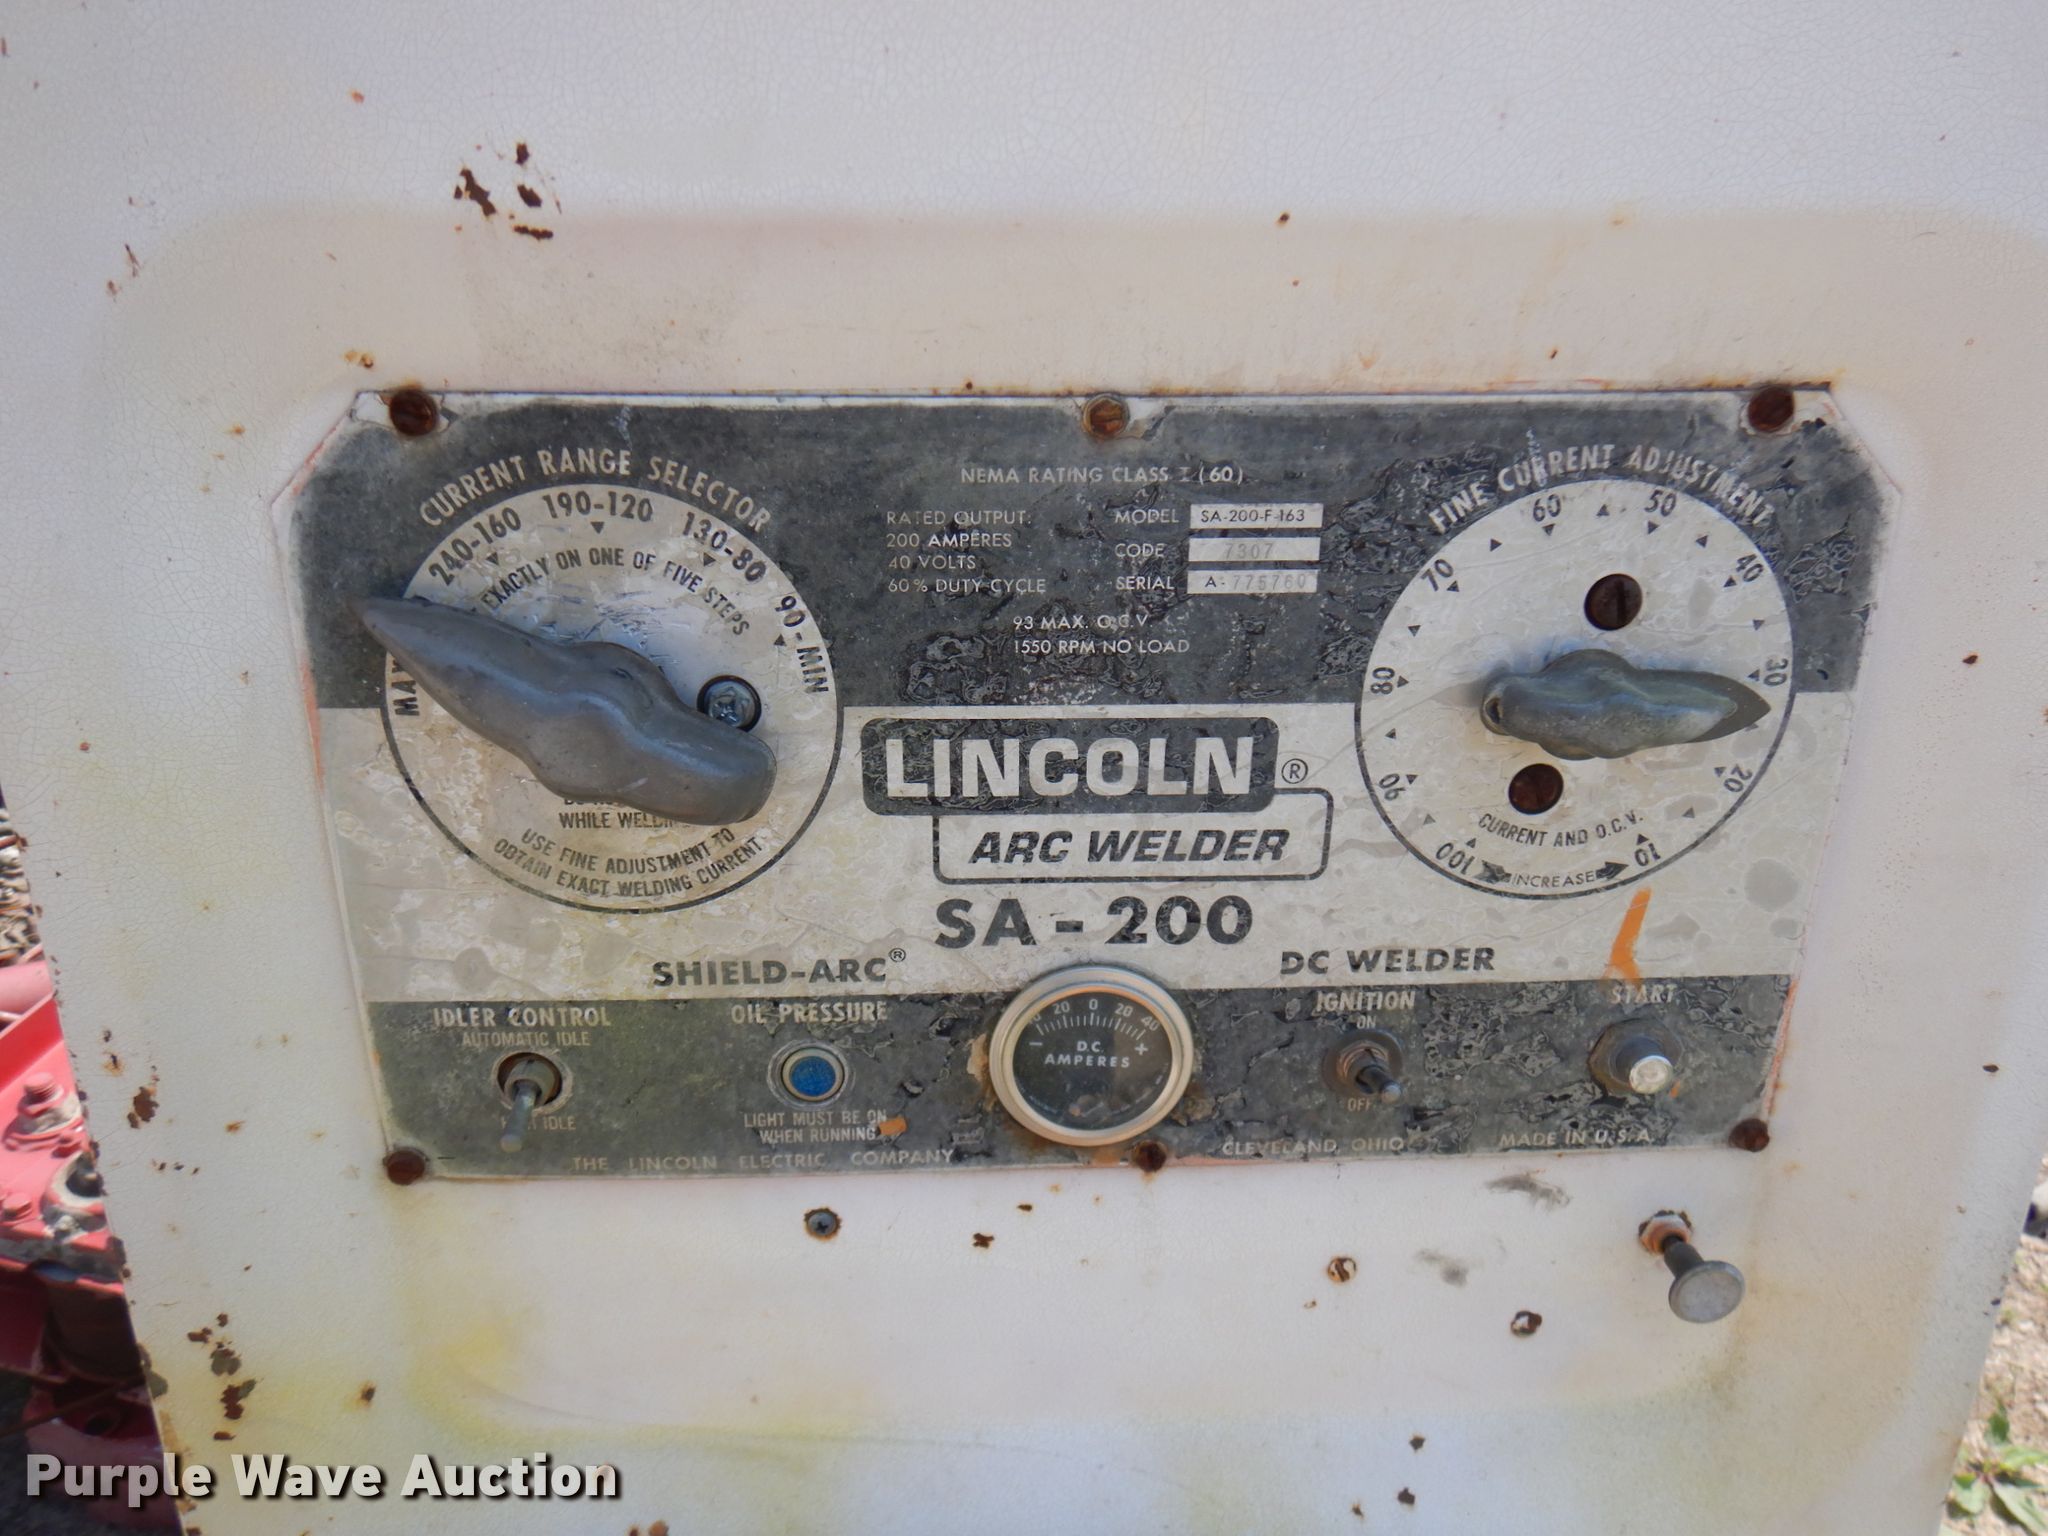 CURRENT RANGE SELECTOR
240-160 190-120 130-80 90-MIN
EXACTLY ON ONE OF FIVE STEPS
WHILE
USE FINE ADJUSTMENT TO
OBTAIN EXACT WELDING CURRENT
NEMA RATING CLASS I (60)
RATED OUTPUT:
200 AMPERES
40 VOLTS
60% DUTY CYCLE
MODEL SA-200-F-163
CODE 7307
SERIAL A-775760
93 MAX. O.C.V.
1550 RPM NO LOAD
FINE CURRENT ADJUSTMENT
100 90 80 70 60 50 40 30 20 10
CURRENT AND O.C.V.
INCREASE
LINCOLN ®
ARC WELDER
SA-200
SHIELD-ARC® DC WELDER
IDLER CONTROL
AUTOMATIC IDLE
IDLE
OIL PRESSURE
LIGHT MUST BE ON
WHEN RUNNING
20 0 20 40
- +
D.C.
AMPERES
IGNITION
ON
OFF
START
THE LINCOLN ELECTRIC COMPANY CLEVELAND, OHIO MADE IN U.S.A.
Purple Wave Auction